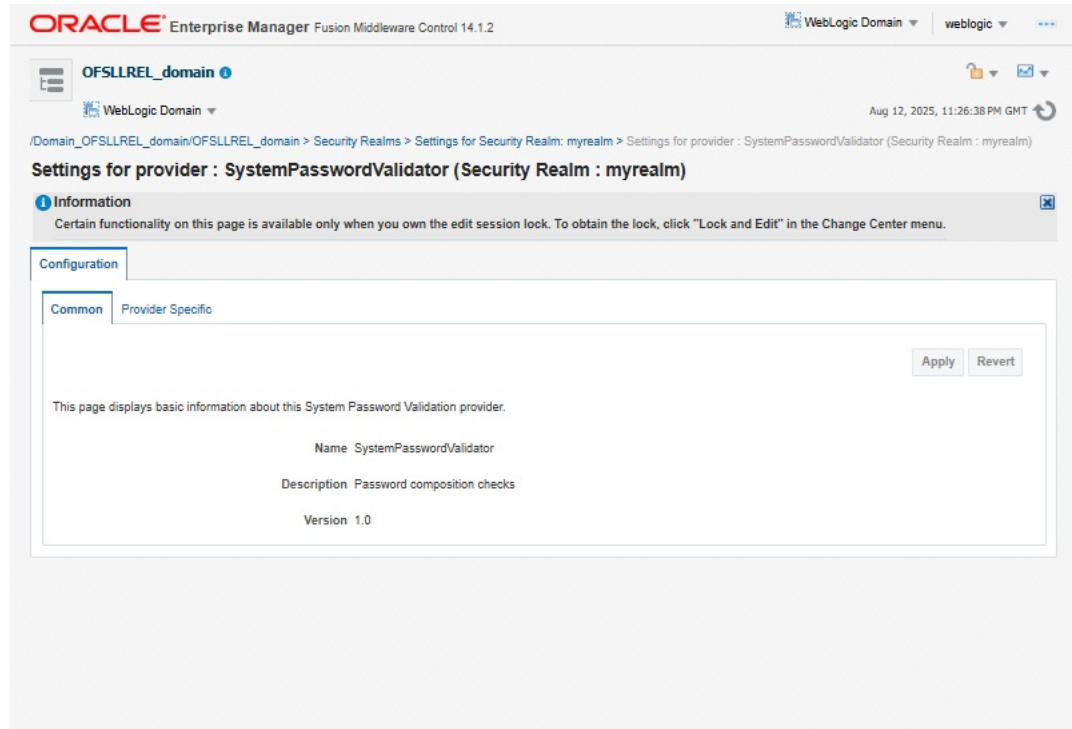 ORACLE Enterprise Manager Fusion Middleware Control 14.1.2
WebLogic Domain weblogic
OFSLLREL_domain
WebLogic Domain
Aug 12, 2025, 11:26:38 PM GMT
/Domain_OFSLLREL_domain/OFSLLREL_domain > Security Realms > Settings for Security Realm: myrealm > Settings for provider : SystemPasswordValidator (Security Realm : myrealm)
Settings for provider : SystemPasswordValidator (Security Realm : myrealm)
Information
Certain functionality on this page is available only when you own the edit session lock. To obtain the lock, click "Lock and Edit" in the Change Center menu.
Configuration
Common Provider Specific
Apply Revert
This page displays basic information about this System Password Validation provider.
Name SystemPasswordValidator
Description Password composition checks
Version 1.0